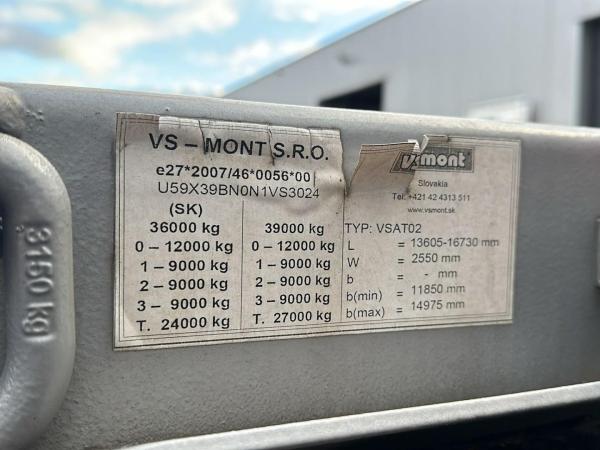 VS – MONT S.R.O.
e27*2007/46*0056*00
U59X39BN0N1VS3024
(SK)
36000 kg
0 – 12000 kg
1 – 9000 kg
2 – 9000 kg
3 – 9000 kg
T. 24000 kg
39000 kg
0 – 12000 kg
1 – 9000 kg
2 – 9000 kg
3 – 9000 kg
T. 27000 kg
vsmont
Slovakia
Tel: +421 42 4313 511
www.vsmont.sk
TYP: VSAT02
L = 13605-16730 mm
W = 2550 mm
b = - mm
b(min) = 11850 mm
b(max) = 14975 mm
3150 kg